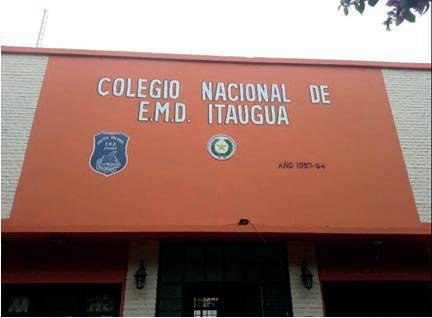 COLEGIO NACIONAL DE
E.M.D. ITAUGUA
AÑO 1957-64